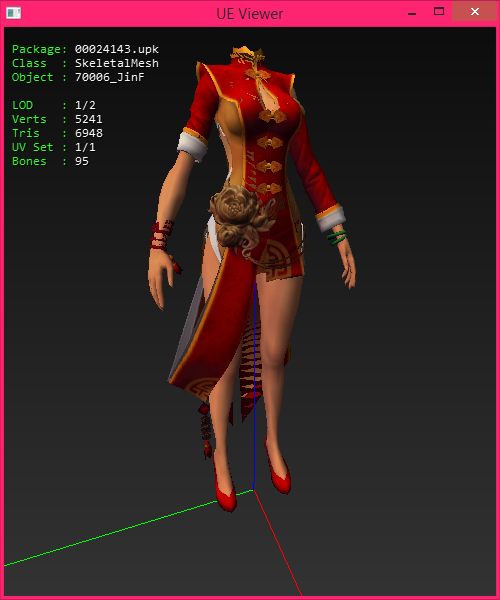 UE Viewer
Package: 00024143.upk
Class : SkeletalMesh
Object : 70006_JinF
LOD : 1/2
Verts : 5241
Tris : 6948
UV Set : 1/1
Bones : 95